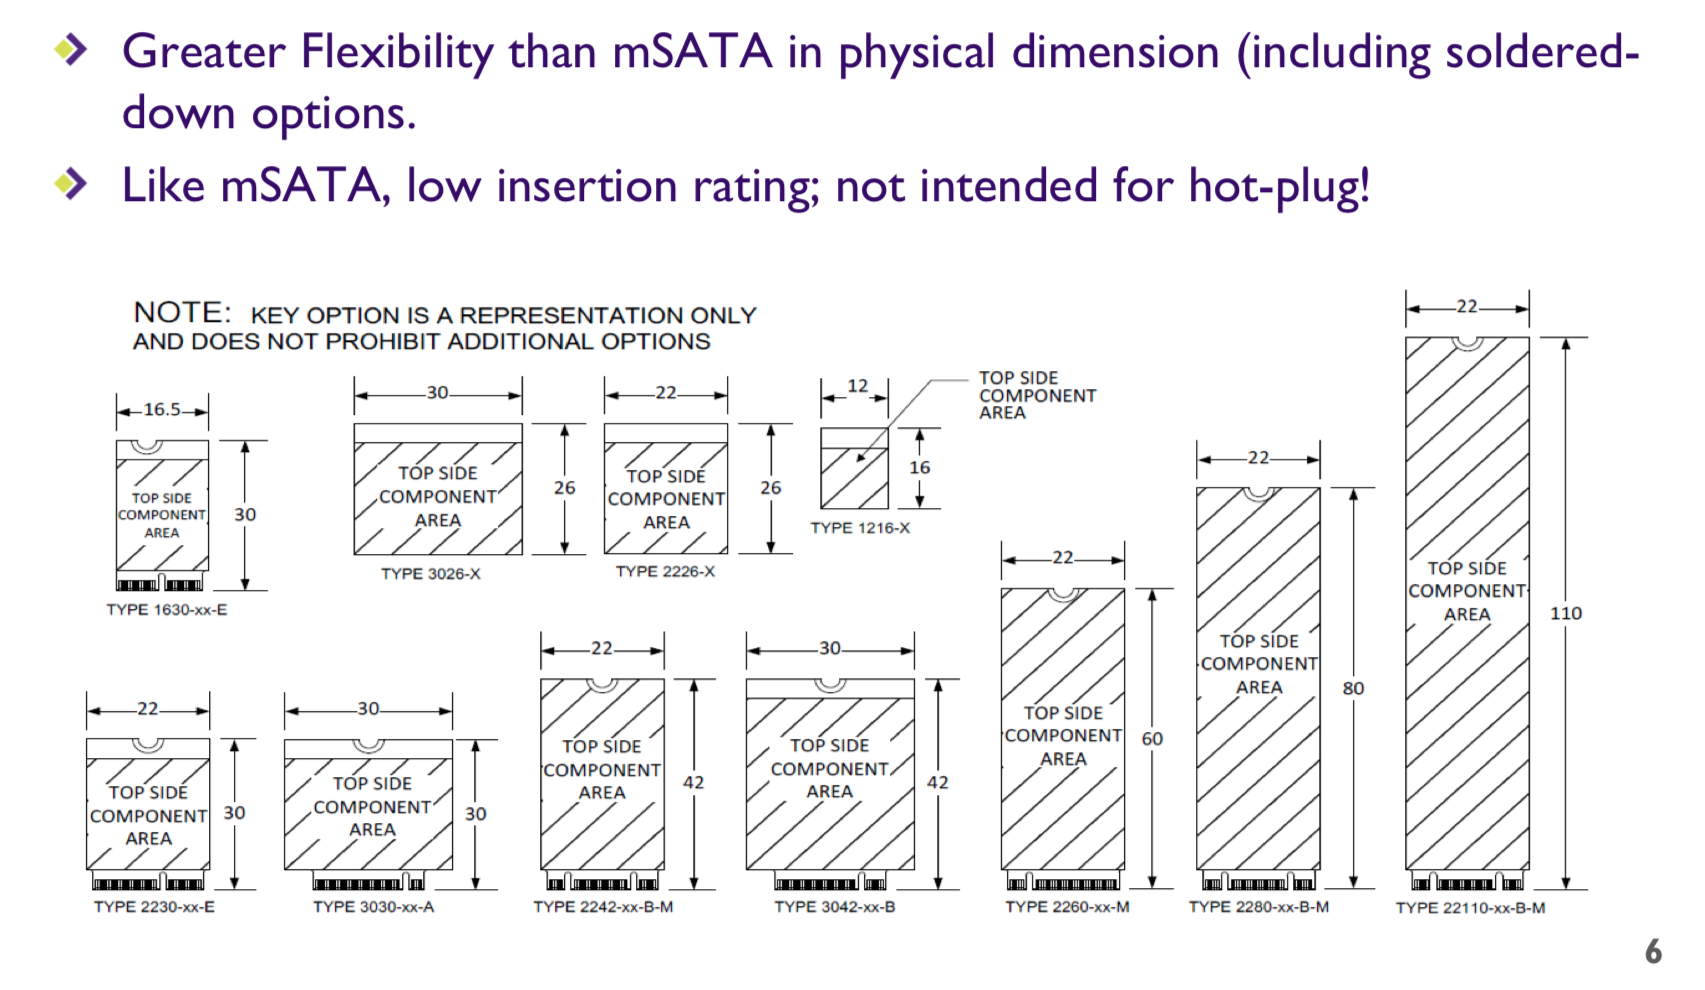 Greater Flexibility than mSATA in physical dimension (including soldered-
down options.
Like mSATA, low insertion rating; not intended for hot-plug!
NOTE: KEY OPTION IS A REPRESENTATION ONLY
AND DOES NOT PROHIBIT ADDITIONAL OPTIONS
16.5
TOP SIDE
COMPONENT
AREA
30
TYPE 1630-xx-E
30
TOP SIDE
COMPONENT
AREA
26
TYPE 3026-X
22
TOP SIDE
COMPONENT
AREA
26
TYPE 2226-X
12
TOP SIDE
COMPONENT
AREA
16
TYPE 1216-X
22
TOP SIDE
COMPONENT
AREA
30
TYPE 2230-xx-E
30
TOP SIDE
COMPONENT
AREA
30
TYPE 3030-xx-A
22
TOP SIDE
COMPONENT
AREA
42
TYPE 2242-xx-B-M
30
TOP SIDE
COMPONENT
AREA
42
TYPE 3042-xx-B
22
TOP SIDE
COMPONENT
AREA
60
TYPE 2260-xx-M
22
TOP SIDE
COMPONENT
AREA
80
TYPE 2280-xx-B-M
22
TOP SIDE
COMPONENT
AREA
110
TYPE 22110-xx-B-M
6